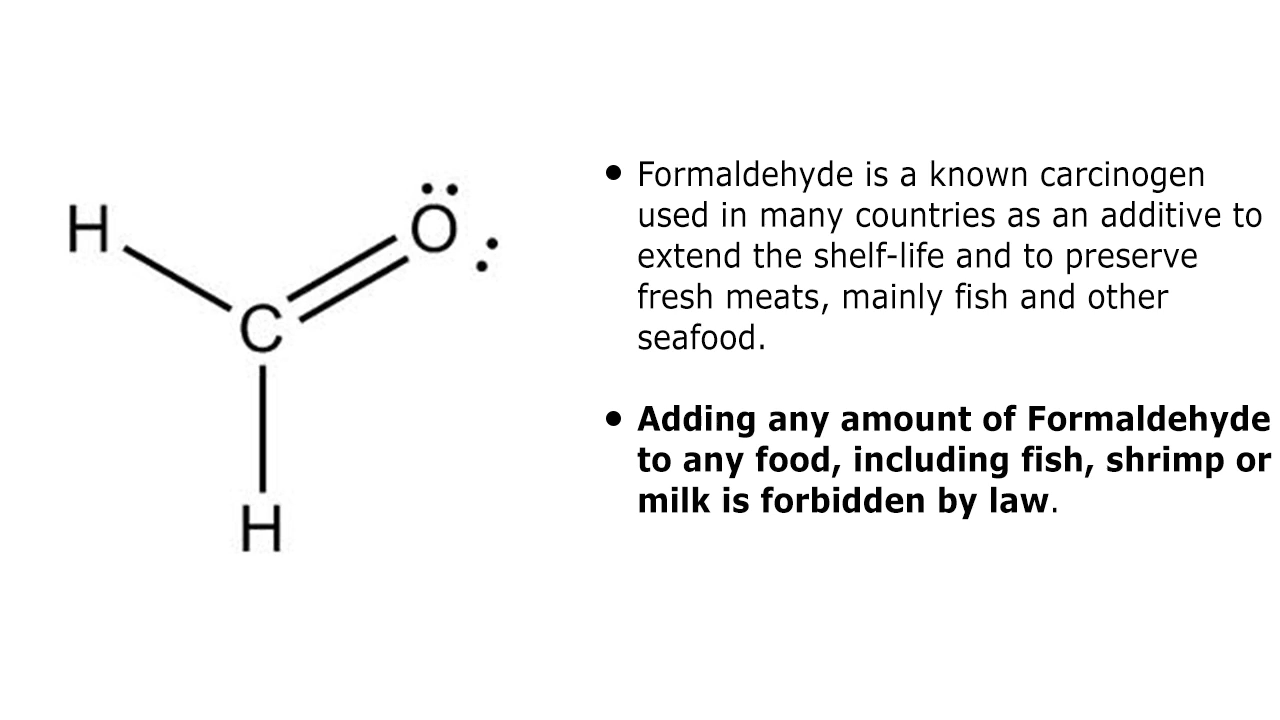 H
O
C
H
• Formaldehyde is a known carcinogen
used in many countries as an additive to
extend the shelf-life and to preserve
fresh meats, mainly fish and other
seafood.
• Adding any amount of Formaldehyde
to any food, including fish, shrimp or
milk is forbidden by law.